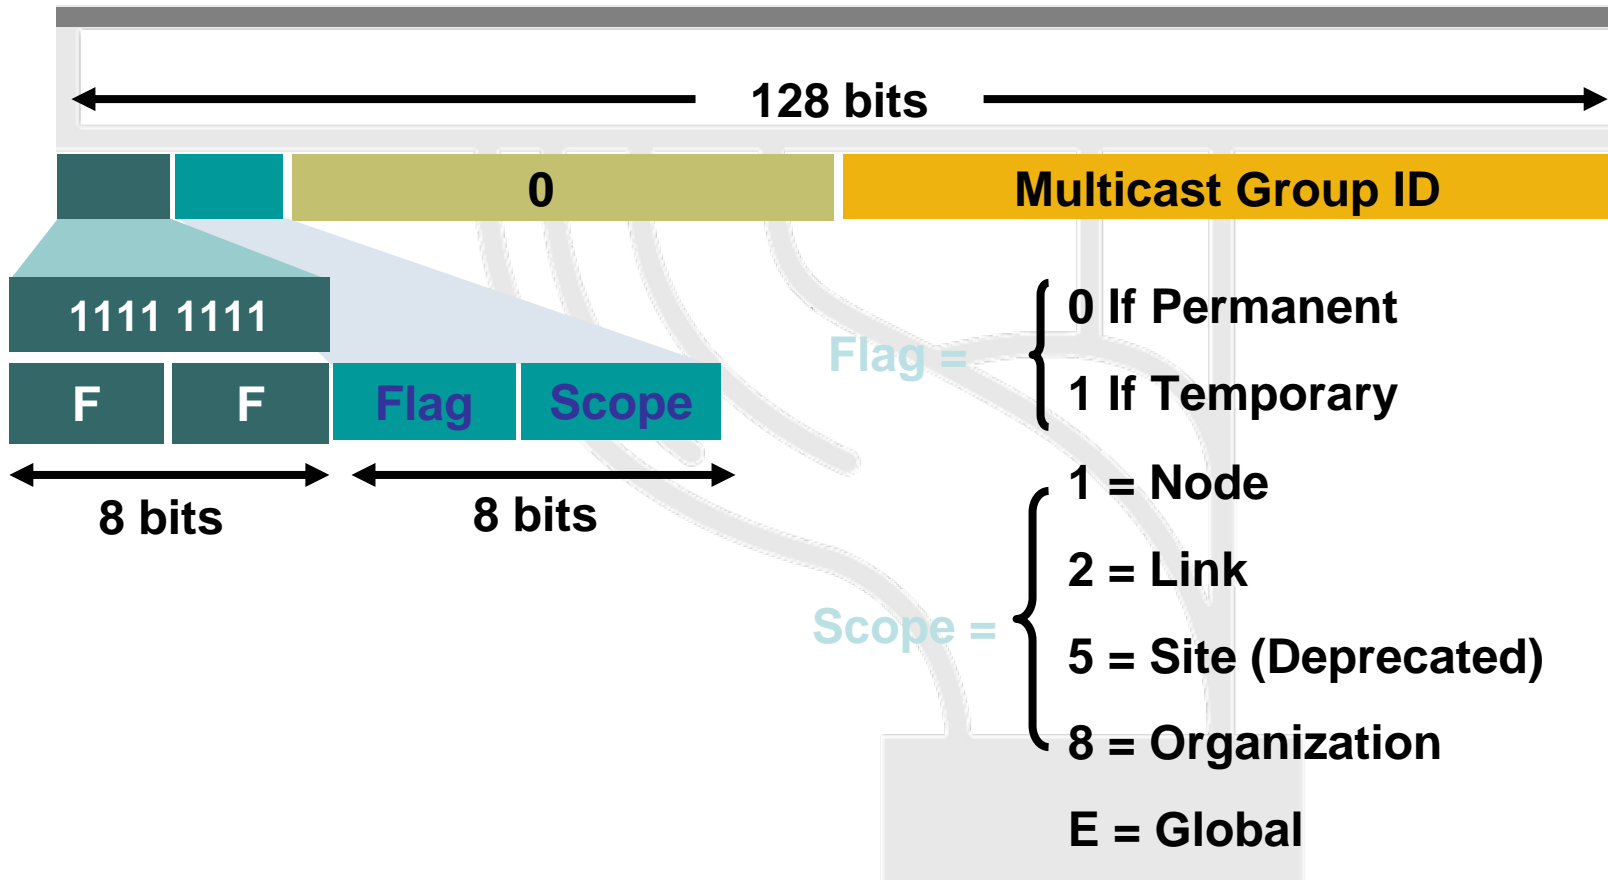 128 bits
0
Multicast Group ID
1111 1111
F
F
Flag
Scope
8 bits
8 bits
Flag =
0 If Permanent
1 If Temporary
Scope =
1 = Node
2 = Link
5 = Site (Deprecated)
8 = Organization
E = Global